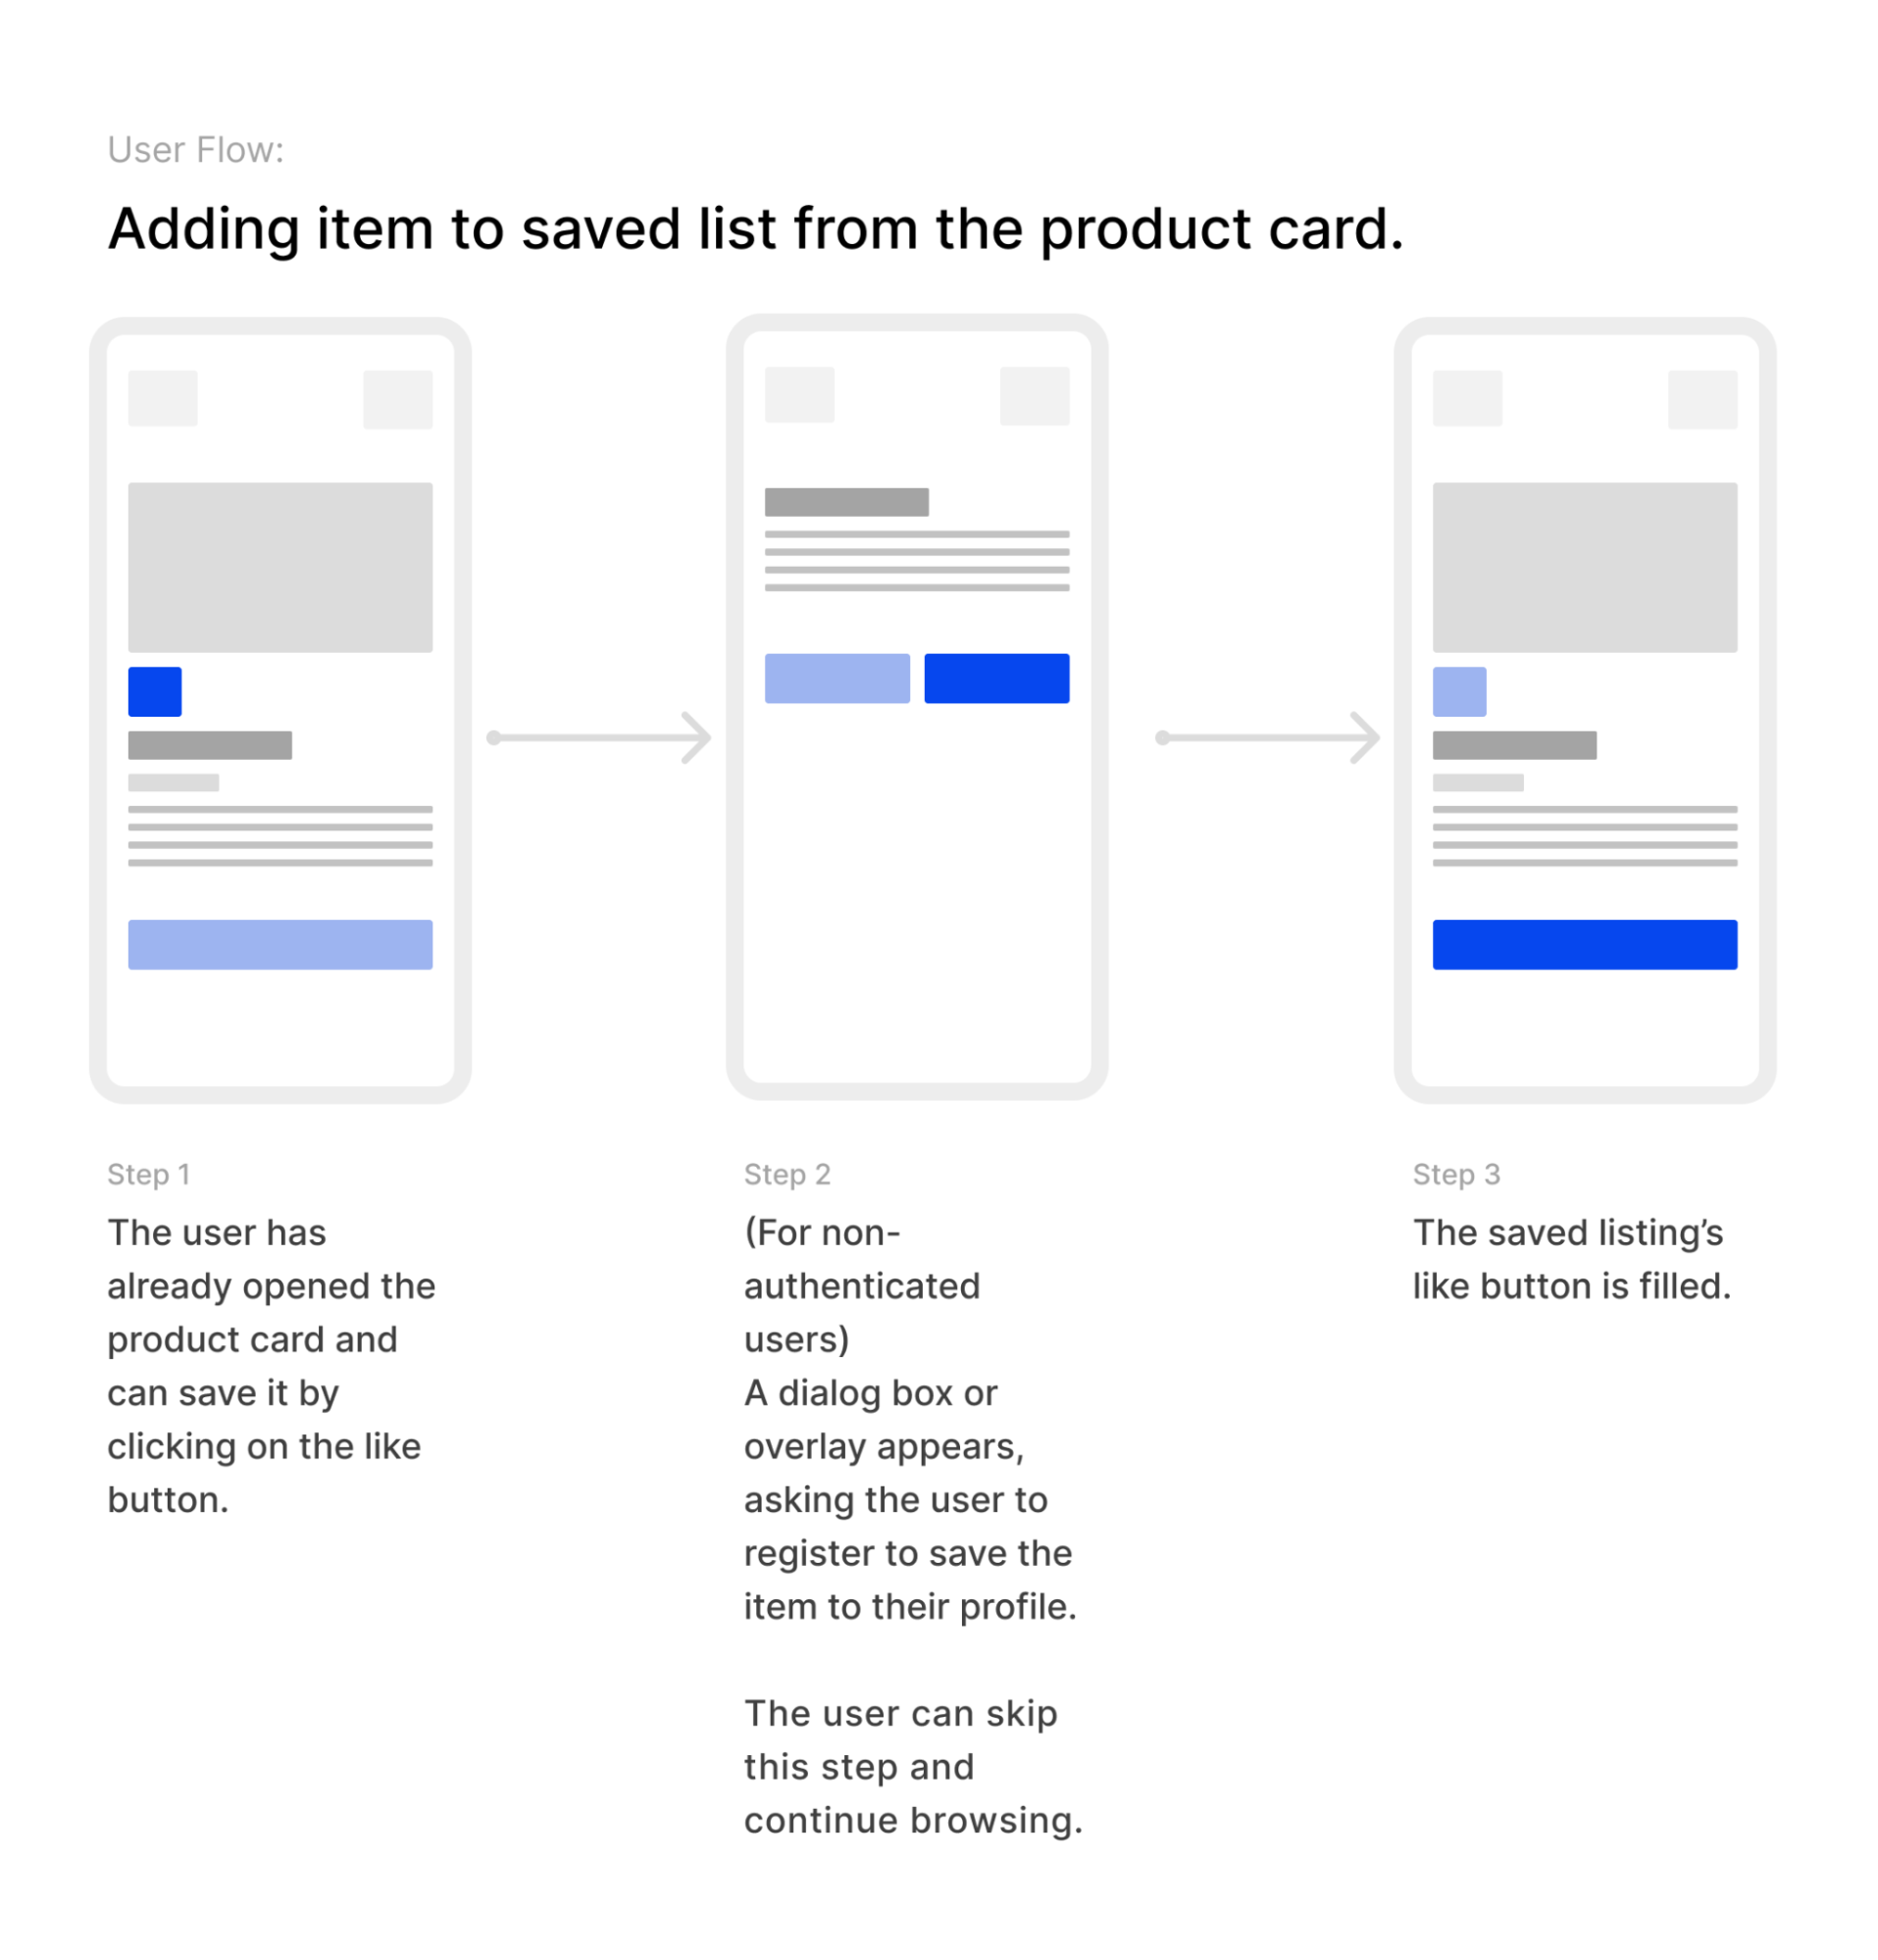 User Flow:
Adding item to saved list from the product card.
Step 1
The user has
already opened the
product card and
can save it by
clicking on the like
button.
Step 2
(For non-
authenticated
users)
A dialog box or
overlay appears,
asking the user to
register to save the
item to their profile.
The user can skip
this step and
continue browsing.
Step 3
The saved listing’s
like button is filled.